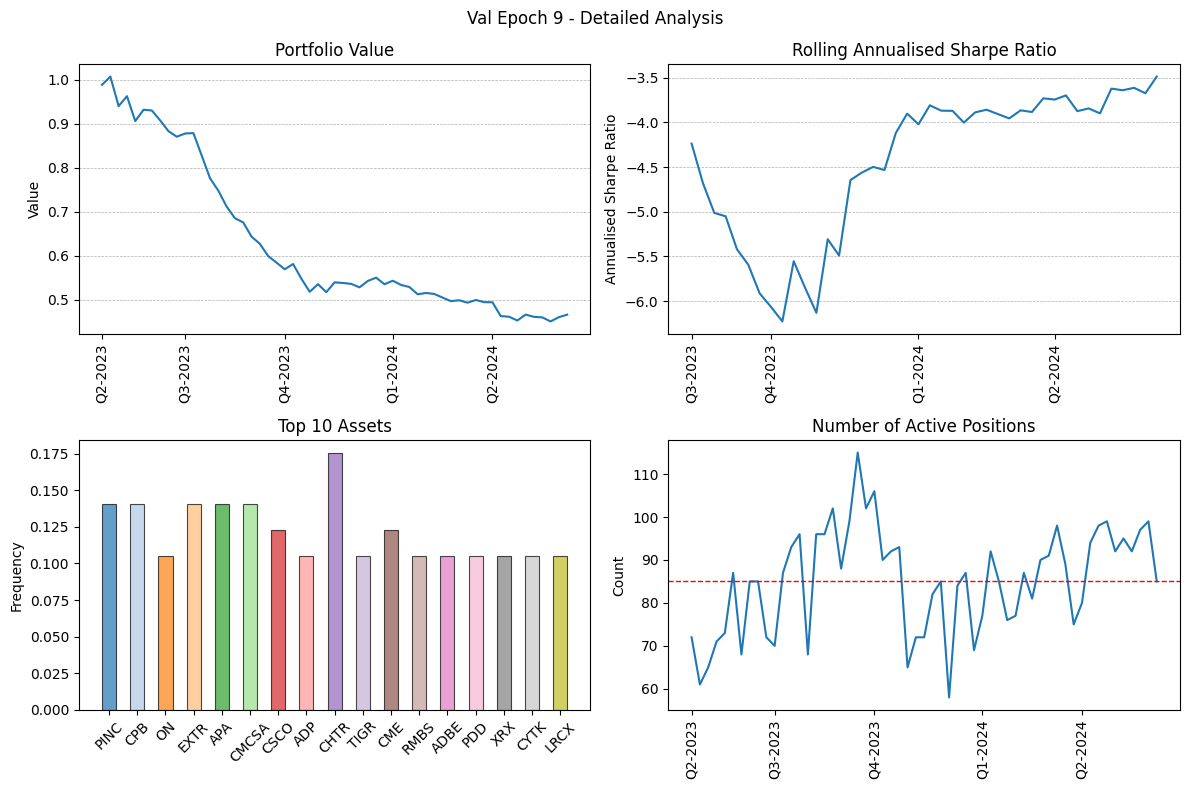 Val Epoch 9 - Detailed Analysis
Portfolio Value
Value
1.0
0.9
0.8
0.7
0.6
0.5
Q2-2023
Q3-2023
Q4-2023
Q1-2024
Q2-2024
Rolling Annualised Sharpe Ratio
Annualised Sharpe Ratio
−3.5
−4.0
−4.5
−5.0
−5.5
−6.0
Q3-2023
Q4-2023
Q1-2024
Q2-2024
Top 10 Assets
Frequency
0.175
0.150
0.125
0.100
0.075
0.050
0.025
0.000
PINC
CPB
ON
EXTR
APA
CMCSA
CSCO
ADP
CHTR
TIGR
CME
RMBS
ADBE
PDD
XRX
CYTK
LRCX
Number of Active Positions
Count
110
100
90
80
70
60
Q2-2023
Q3-2023
Q4-2023
Q1-2024
Q2-2024